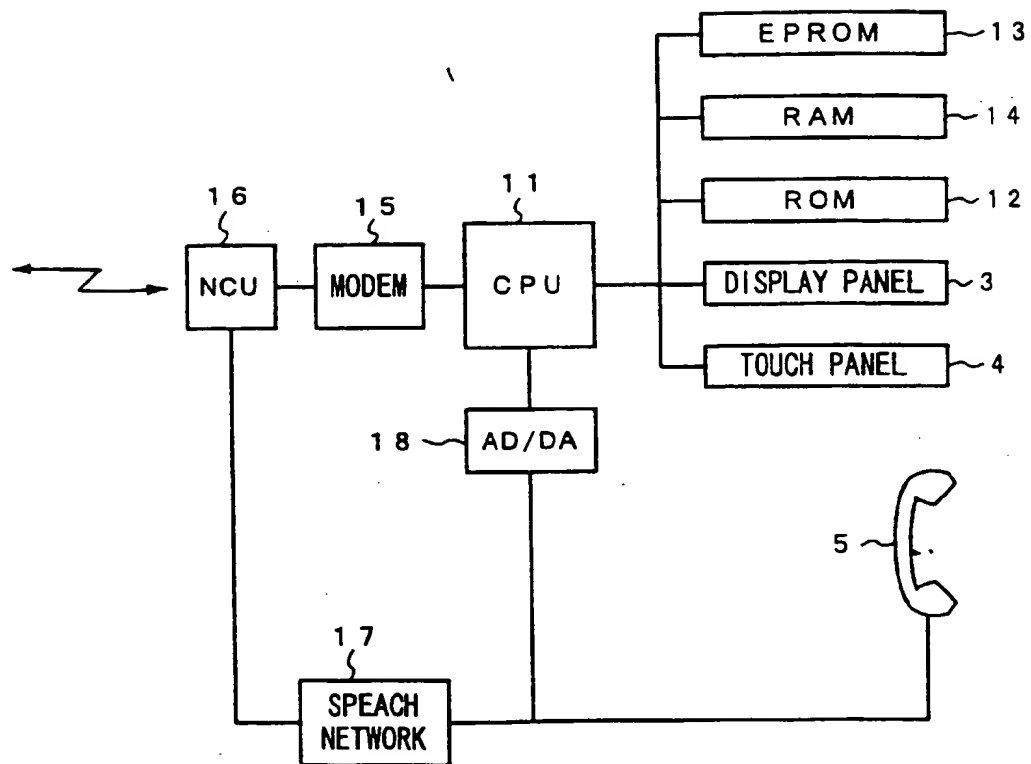 EPROM 13
RAM 14
16 15 11
ROM 12
NCU MODEM CPU
DISPLAY PANEL 3
TOUCH PANEL 4
18 AD/DA
5
17
SPEACH
NETWORK